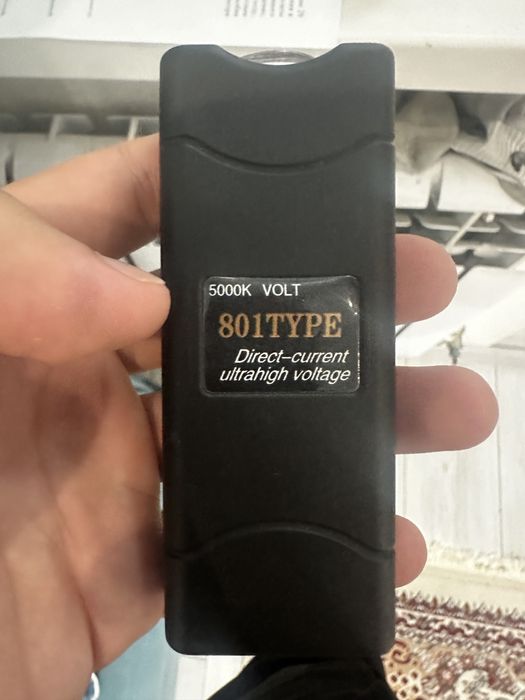 5000K VOLT
801TYPE
Direct-current
ultrahigh voltage